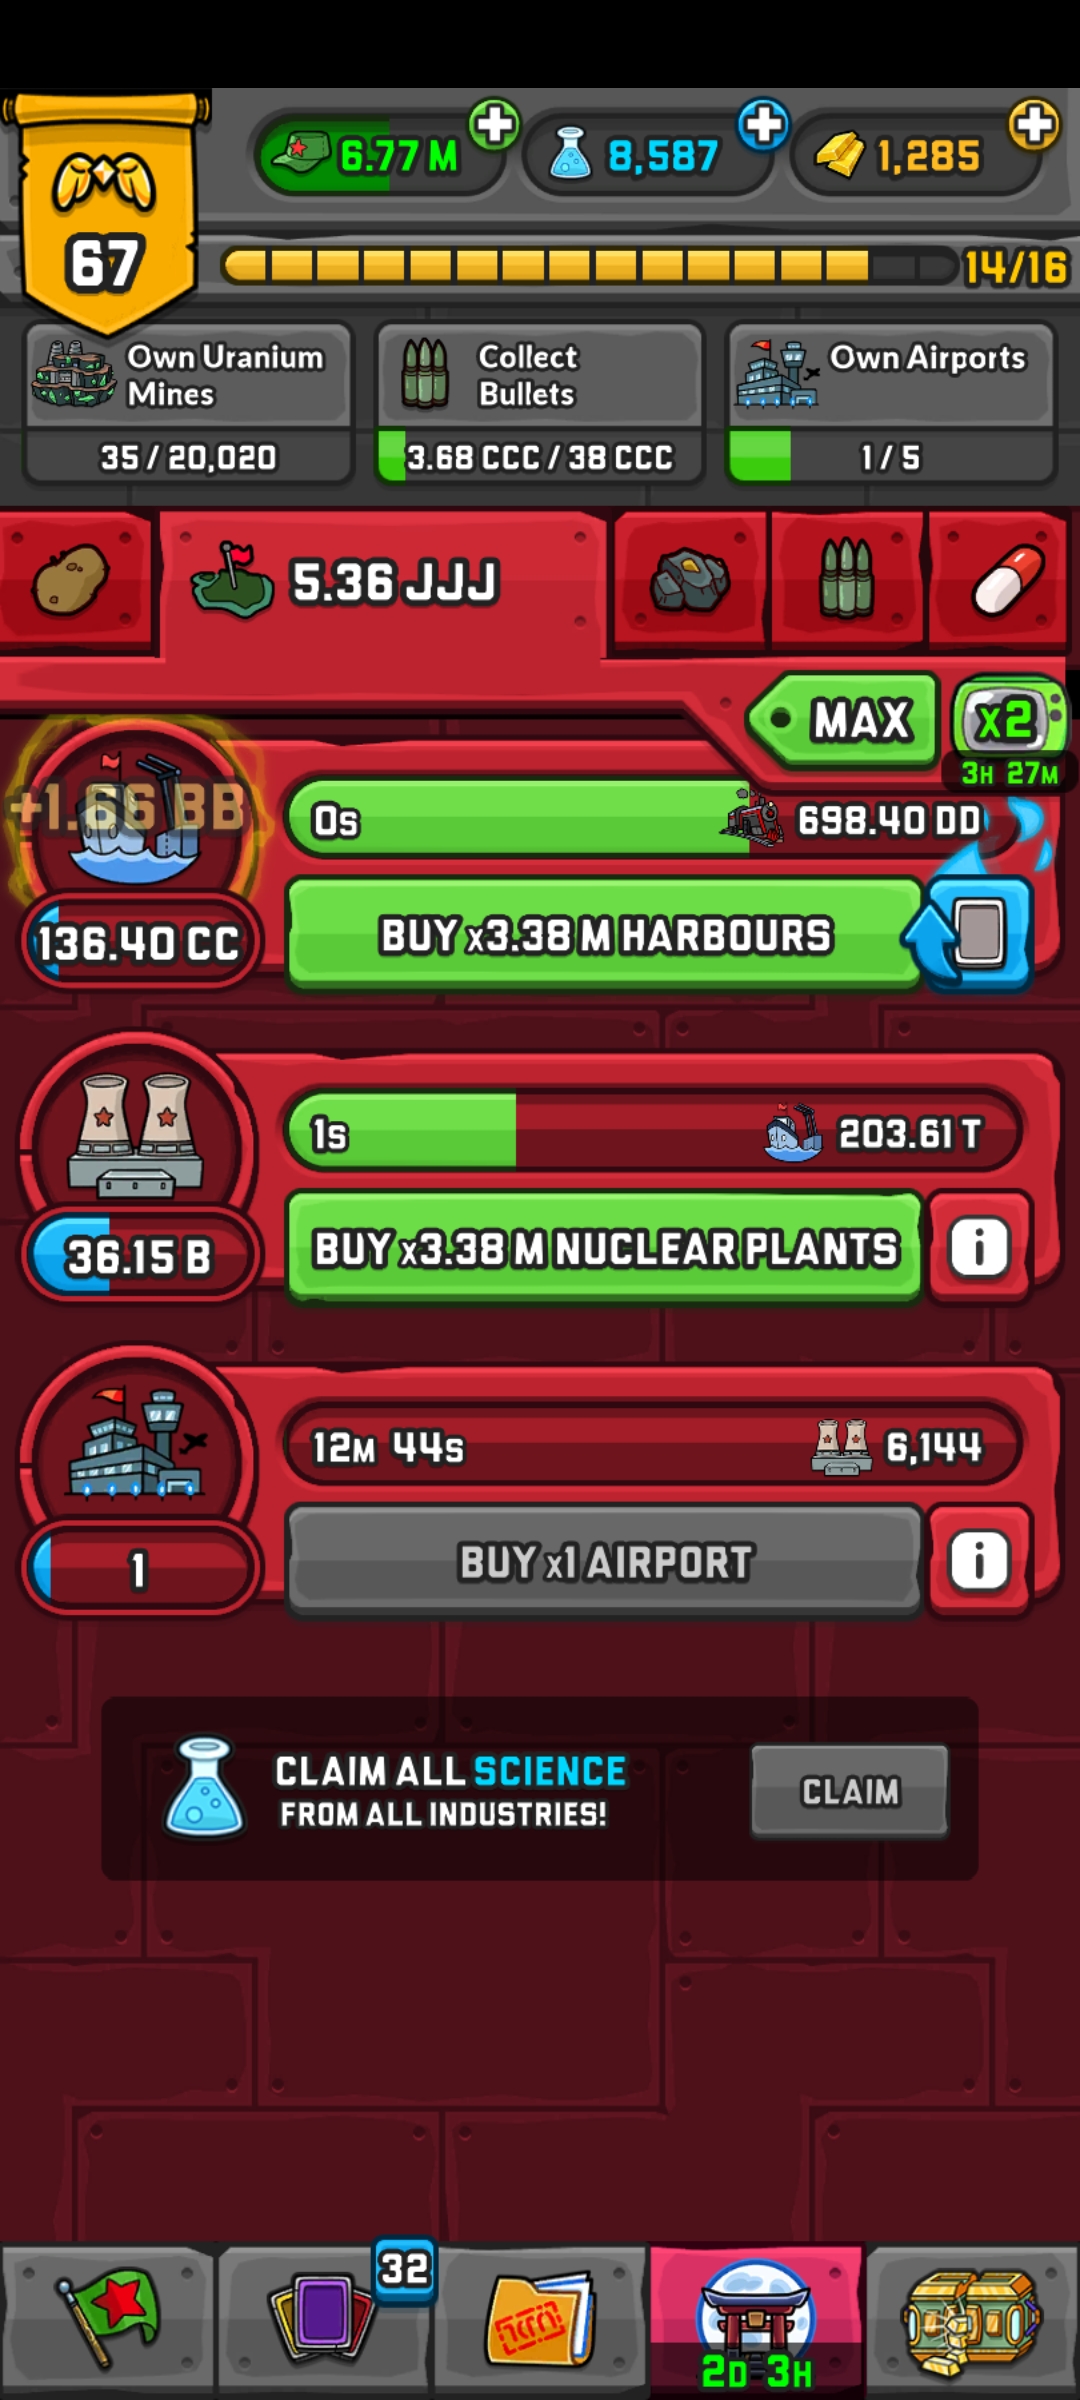 6.77 M
8,587
1,285
67
14/16
Own Uranium
Mines
35 / 20,020
Collect
Bullets
3.68 CCC / 38 CCC
Own Airports
1 / 5
5.36 JJJ
MAX
x2
3H 27M
+1.66 BB
0s
698.40 DD
136.40 CC
BUY x3.38 M HARBOURS
1s
203.61 T
36.15 B
BUY x3.38 M NUCLEAR PLANTS
i
12M 44s
6,144
1
BUY x1 AIRPORT
i
CLAIM ALL SCIENCE
FROM ALL INDUSTRIES!
CLAIM
32
2D 3H